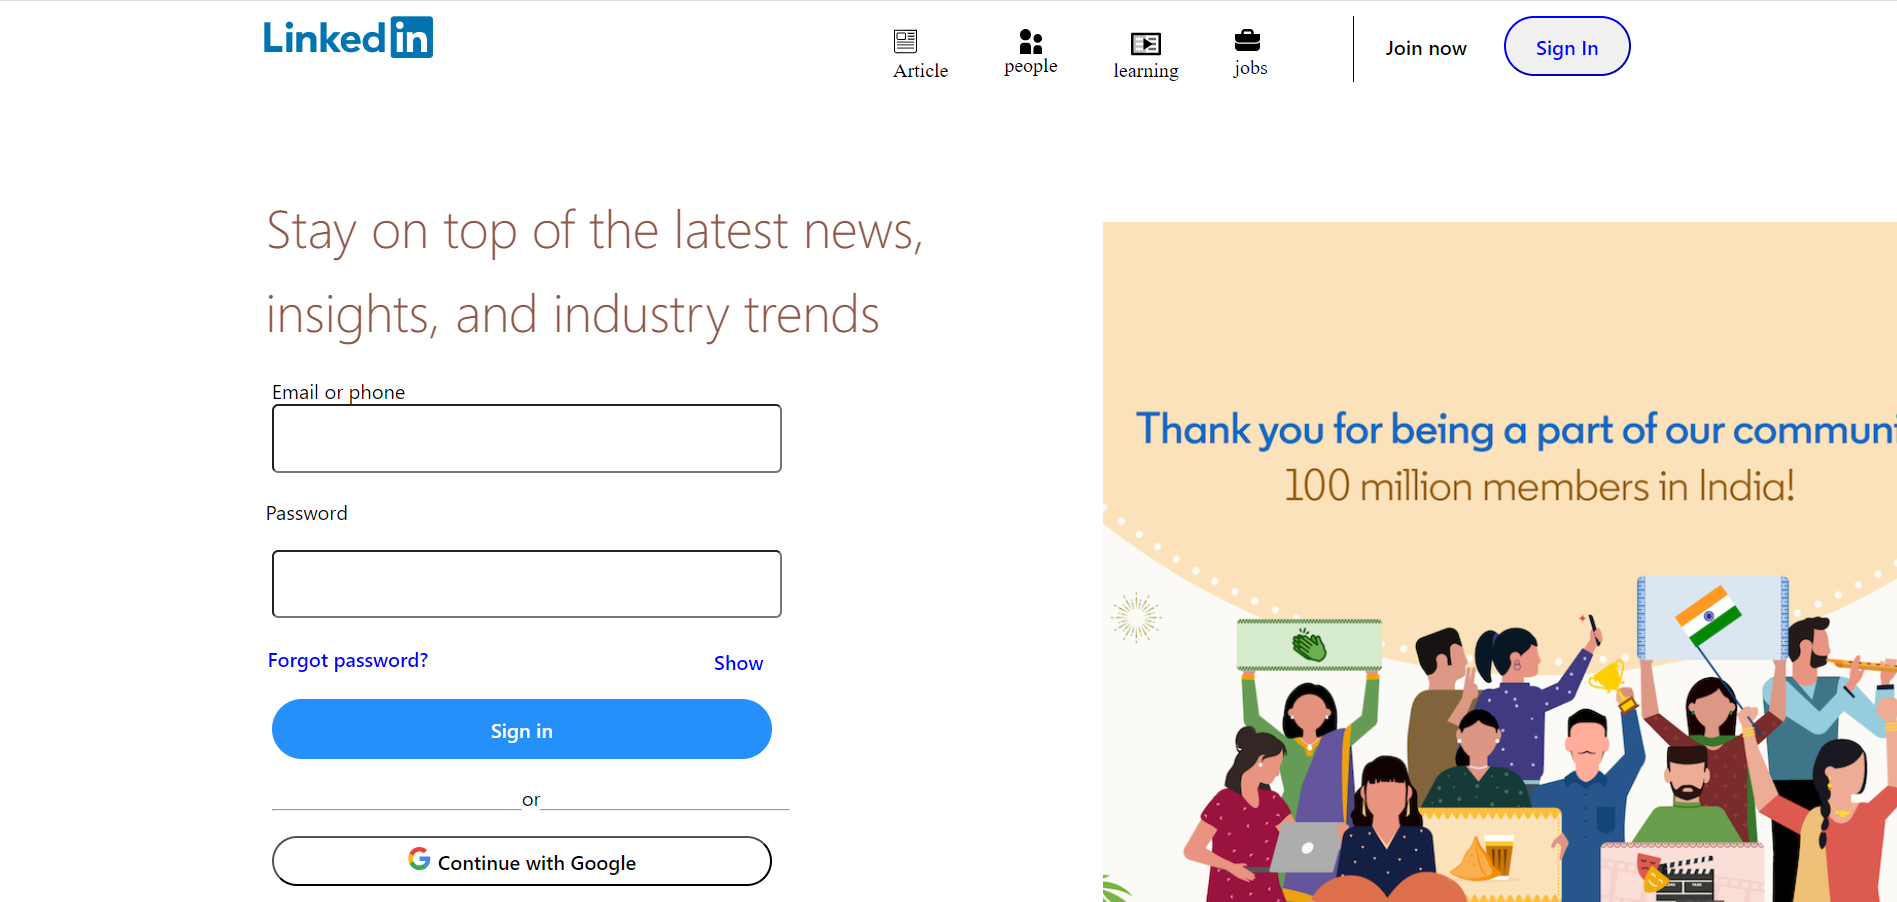 Linkedin
Article
people
learning
jobs
Join now
Sign In
Stay on top of the latest news,
insights, and industry trends
Email or phone
Password
Forgot password?
Show
Sign in
or
Continue with Google
Thank you for being a part of our communi
100 million members in India!